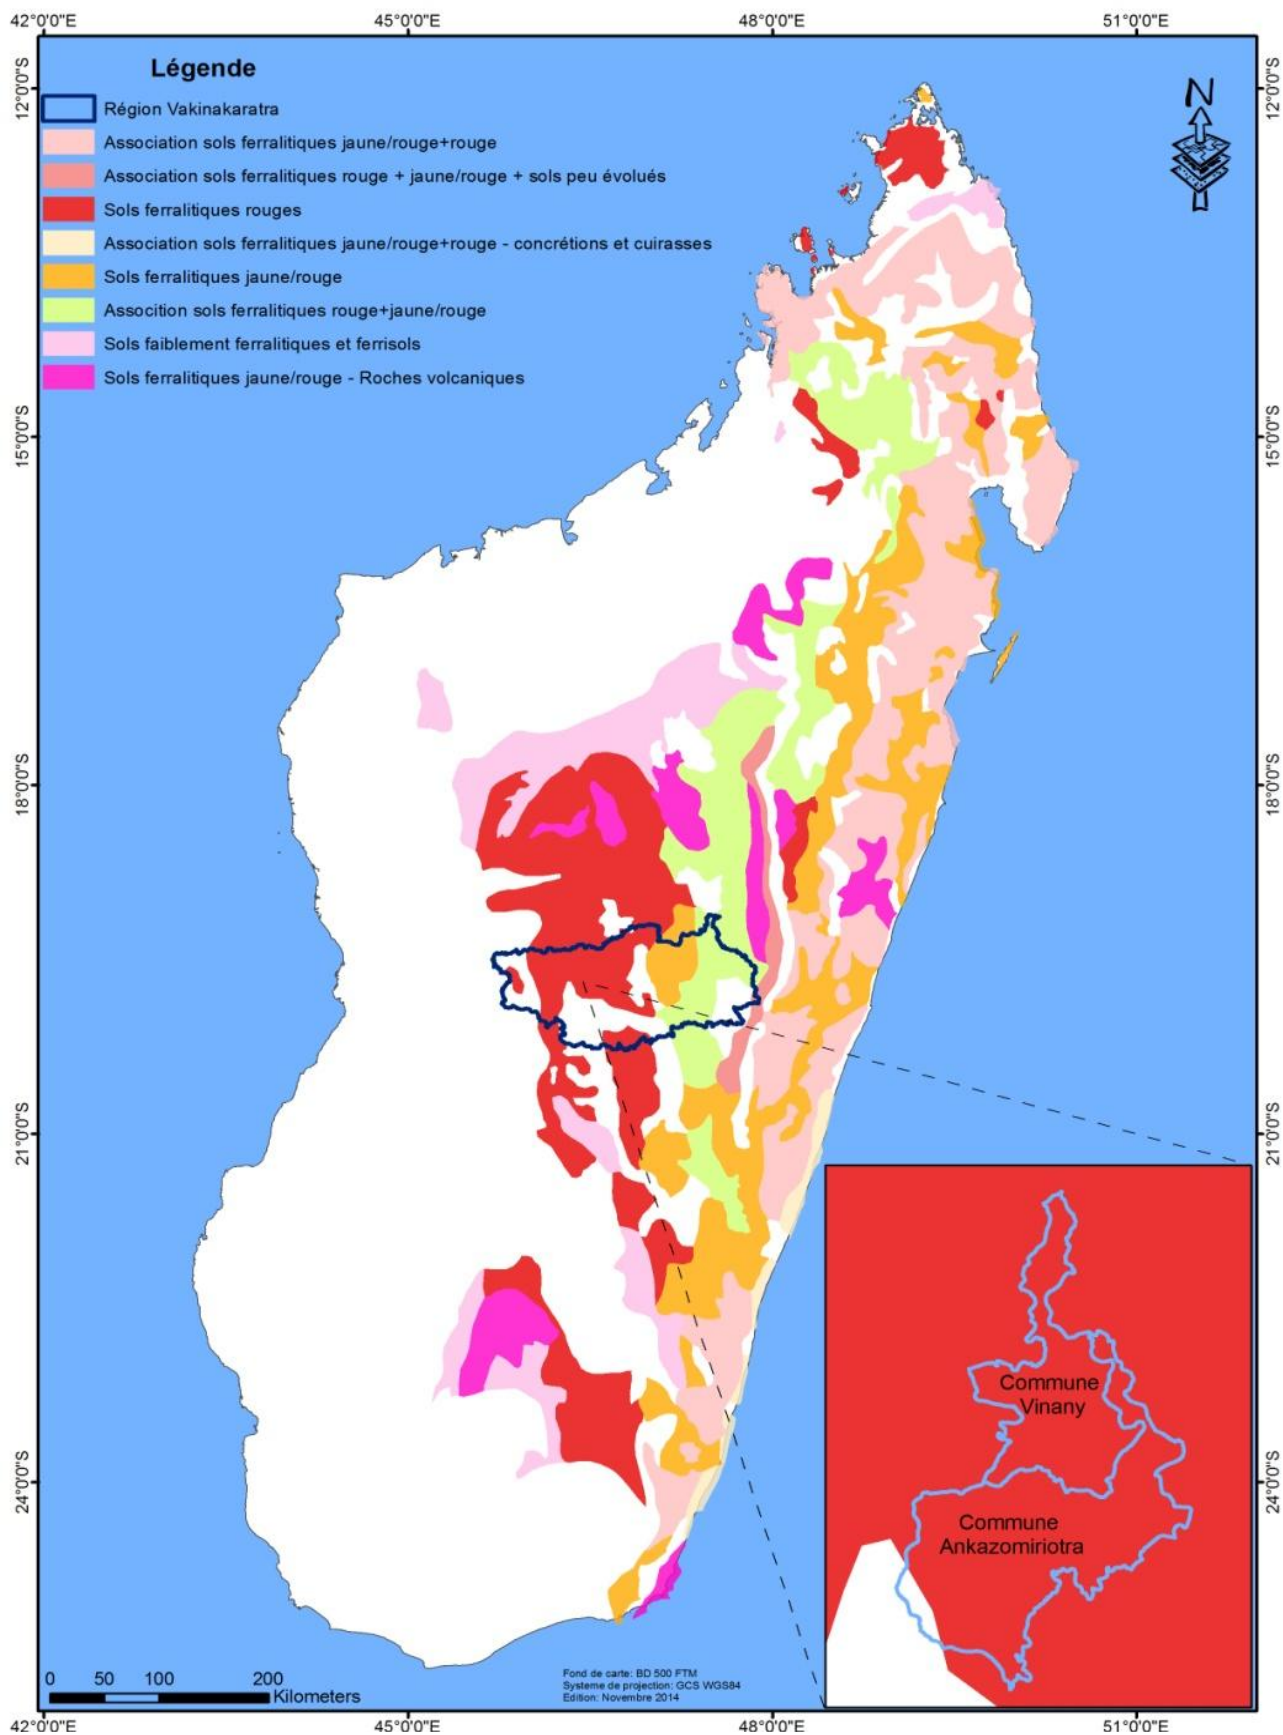 42°0'0"E 45°0'0"E 48°0'0"E 51°0'0"E
12°0'0"S
15°0'0"S
18°0'0"S
21°0'0"S
24°0'0"S
Légende
Région Vakinakaratra
Association sols ferralitiques jaune/rouge+rouge
Association sols ferralitiques rouge + jaune/rouge + sols peu évolués
Sols ferralitiques rouges
Association sols ferralitiques jaune/rouge+rouge - concrétions et cuirasses
Sols ferralitiques jaune/rouge
Assocition sols ferralitiques rouge+jaune/rouge
Sols faiblement ferralitiques et ferrisols
Sols ferralitiques jaune/rouge - Roches volcaniques
N
12°0'0"S
15°0'0"S
18°0'0"S
21°0'0"S
24°0'0"S
Commune
Vinany
Commune
Ankazomiriotra
0 50 100 200
Kilometers
Fond de carte: BD 500 FTM
Systeme de projection: GCS WGS84
Edition: Novembre 2014
42°0'0"E 45°0'0"E 48°0'0"E 51°0'0"E